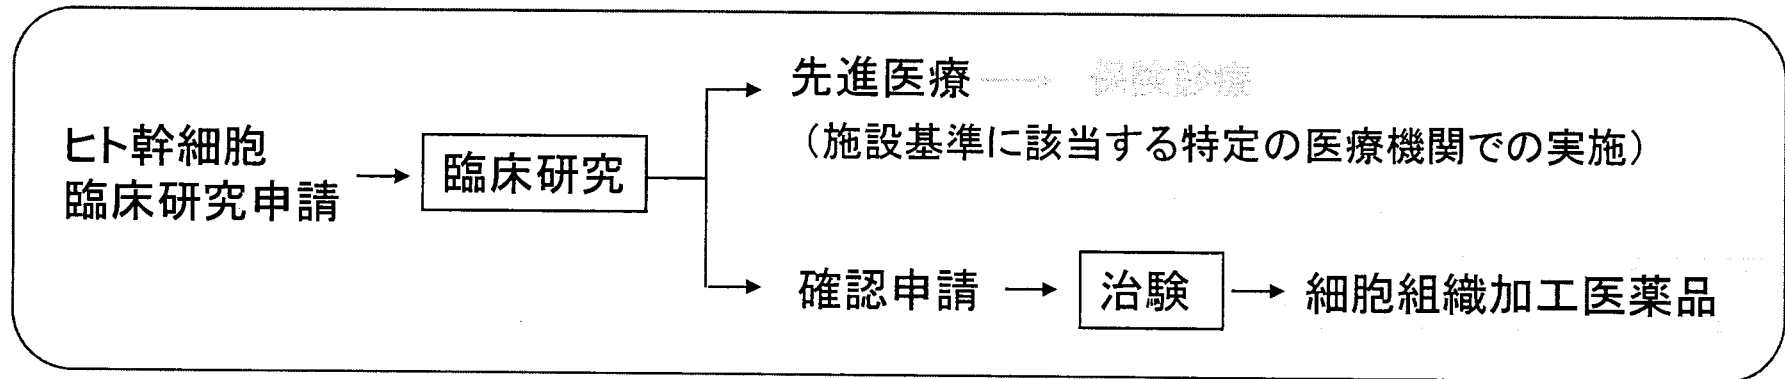 先進医療 → 保険診療
(施設基準に該当する特定の医療機関での実施)
ヒト幹細胞
臨床研究申請 → 臨床研究
確認申請 → 治験 → 細胞組織加工医薬品